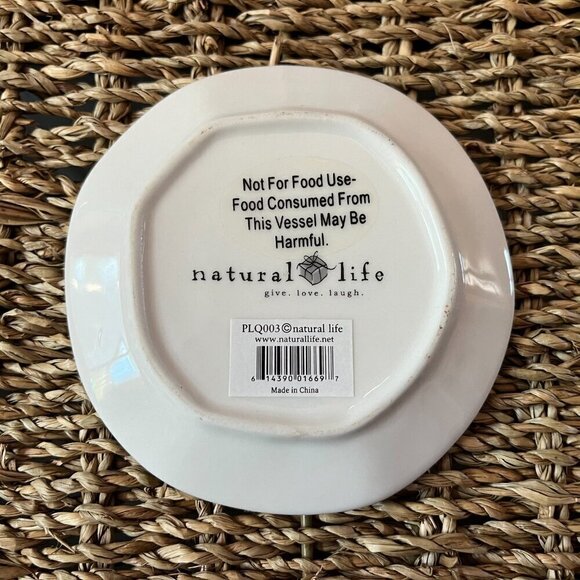 Not For Food Use-
Food Consumed From
This Vessel May Be
Harmful.
natural life
give. love. laugh.
PLQ003©natural life
www.naturallife.net
6 14390 01669 7
Made in China